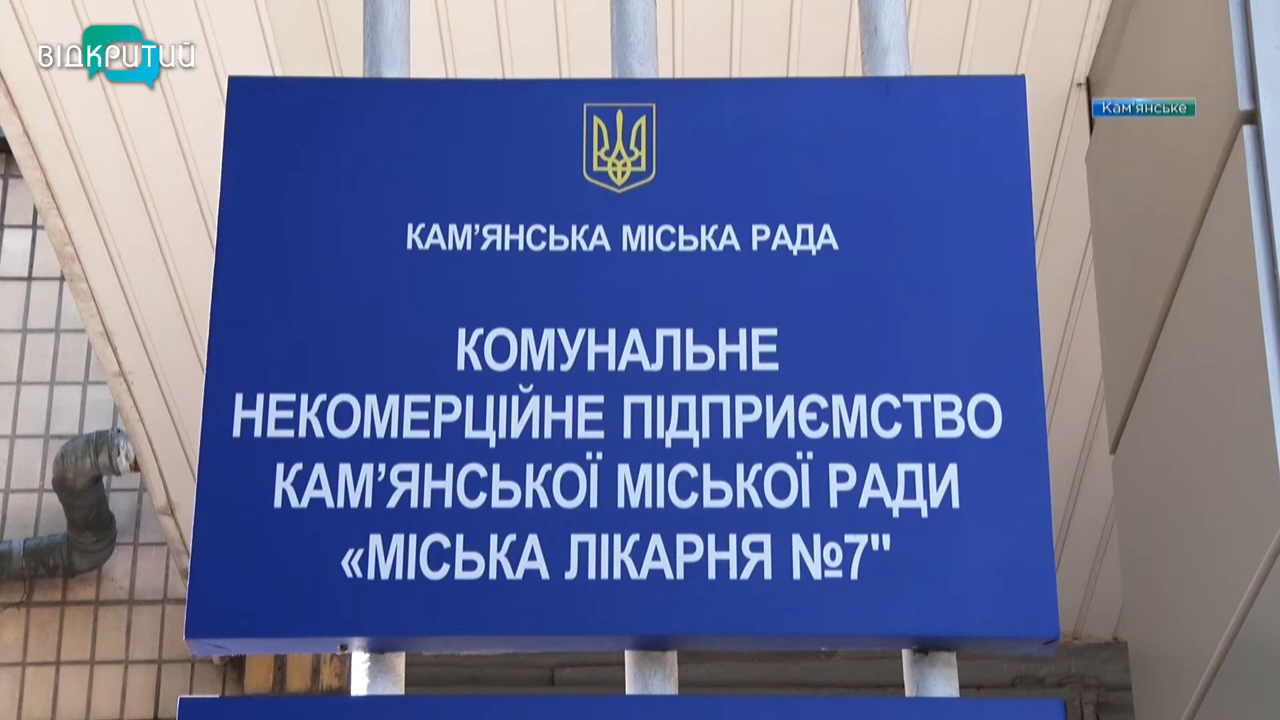 ВІДКРИТИЙ
Кам'янське
КАМ’ЯНСЬКА МІСЬКА РАДА
КОМУНАЛЬНЕ
НЕКОМЕРЦІЙНЕ ПІДПРИЄМСТВО
КАМ’ЯНСЬКОЇ МІСЬКОЇ РАДИ
«МІСЬКА ЛІКАРНЯ №7"